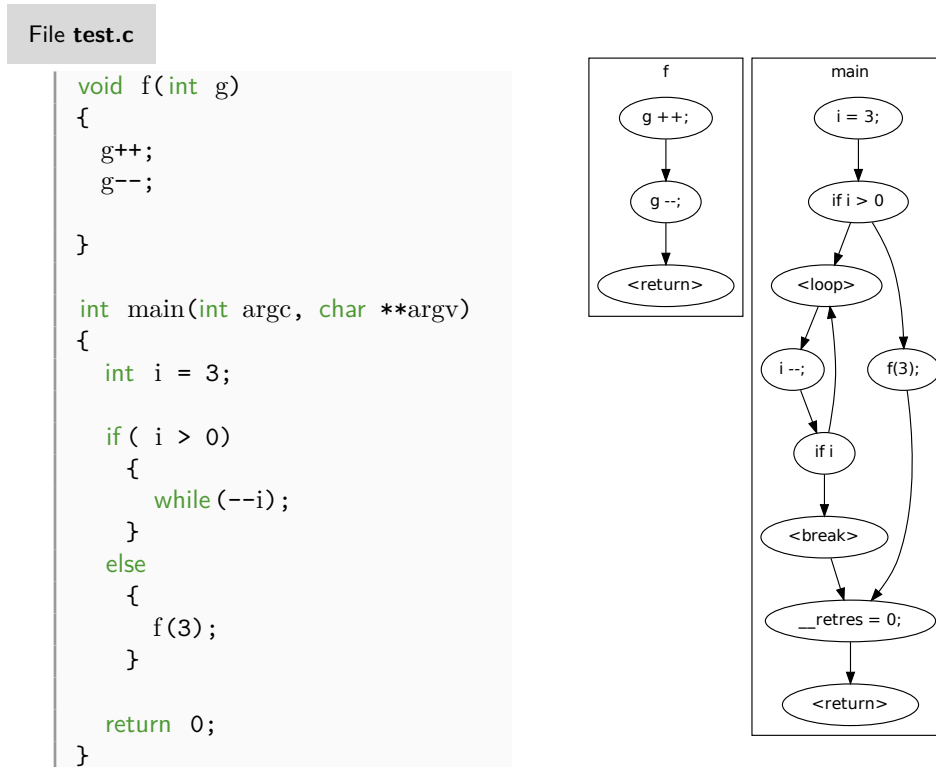 File test.c
void f(int g)
{
g++;
g--;
}
int main(int argc, char **argv)
{
int i = 3;
if ( i > 0)
{
while (--i);
}
else
{
f(3);
}
return 0;
}
f
g ++;
g --;
<return>
main
i = 3;
if i > 0
<loop>
i --;
f(3);
if i
<break>
__retres = 0;
<return>